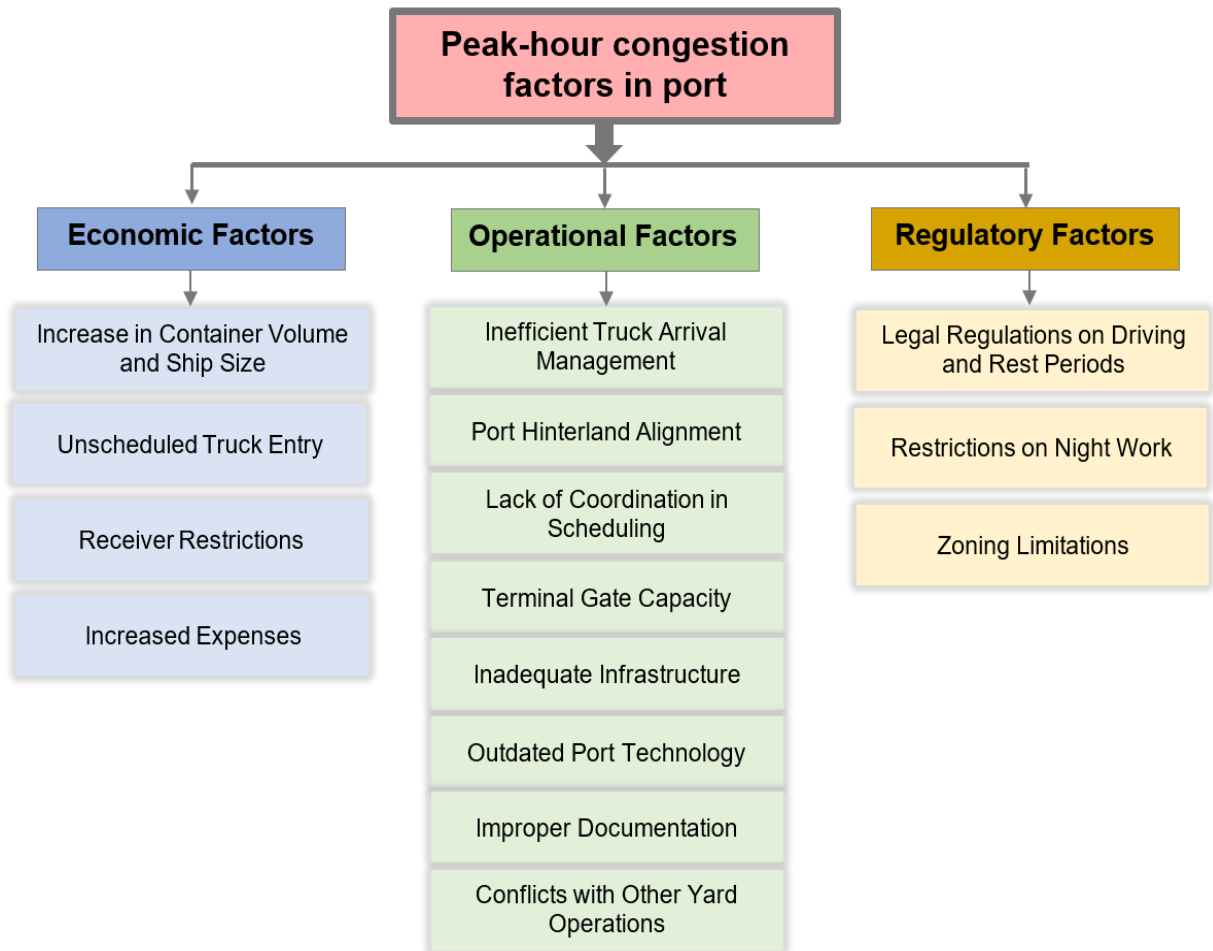 Peak-hour congestion
factors in port
Economic Factors
Increase in Container Volume
and Ship Size
Unscheduled Truck Entry
Receiver Restrictions
Increased Expenses
Operational Factors
Inefficient Truck Arrival
Management
Port Hinterland Alignment
Lack of Coordination in
Scheduling
Terminal Gate Capacity
Inadequate Infrastructure
Outdated Port Technology
Improper Documentation
Conflicts with Other Yard
Operations
Regulatory Factors
Legal Regulations on Driving
and Rest Periods
Restrictions on Night Work
Zoning Limitations